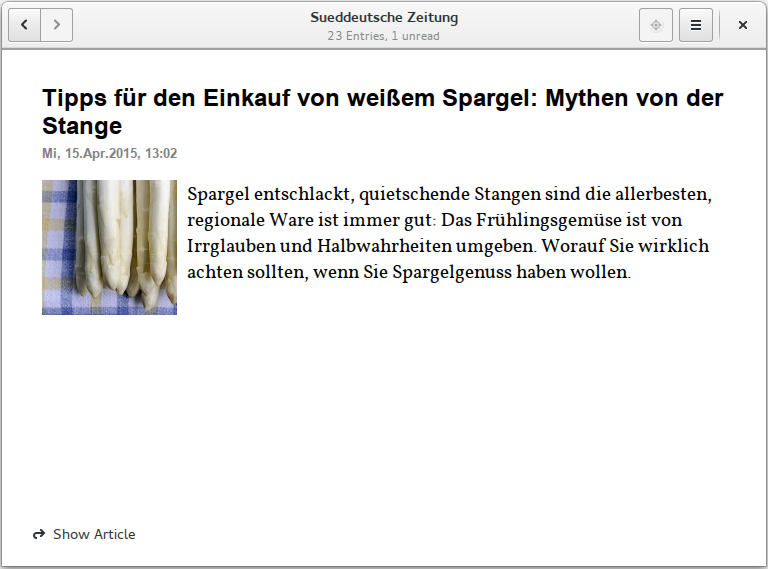 Sueddeutsche Zeitung
23 Entries, 1 unread
Tipps für den Einkauf von weißem Spargel: Mythen von der
Stange
Mi, 15.Apr.2015, 13:02
Spargel entschlackt, quietschende Stangen sind die allerbesten,
regionale Ware ist immer gut: Das Frühlingsgemüse ist von
Irrglauben und Halbwahrheiten umgeben. Worauf Sie wirklich
achten sollten, wenn Sie Spargelgenuss haben wollen.
Show Article